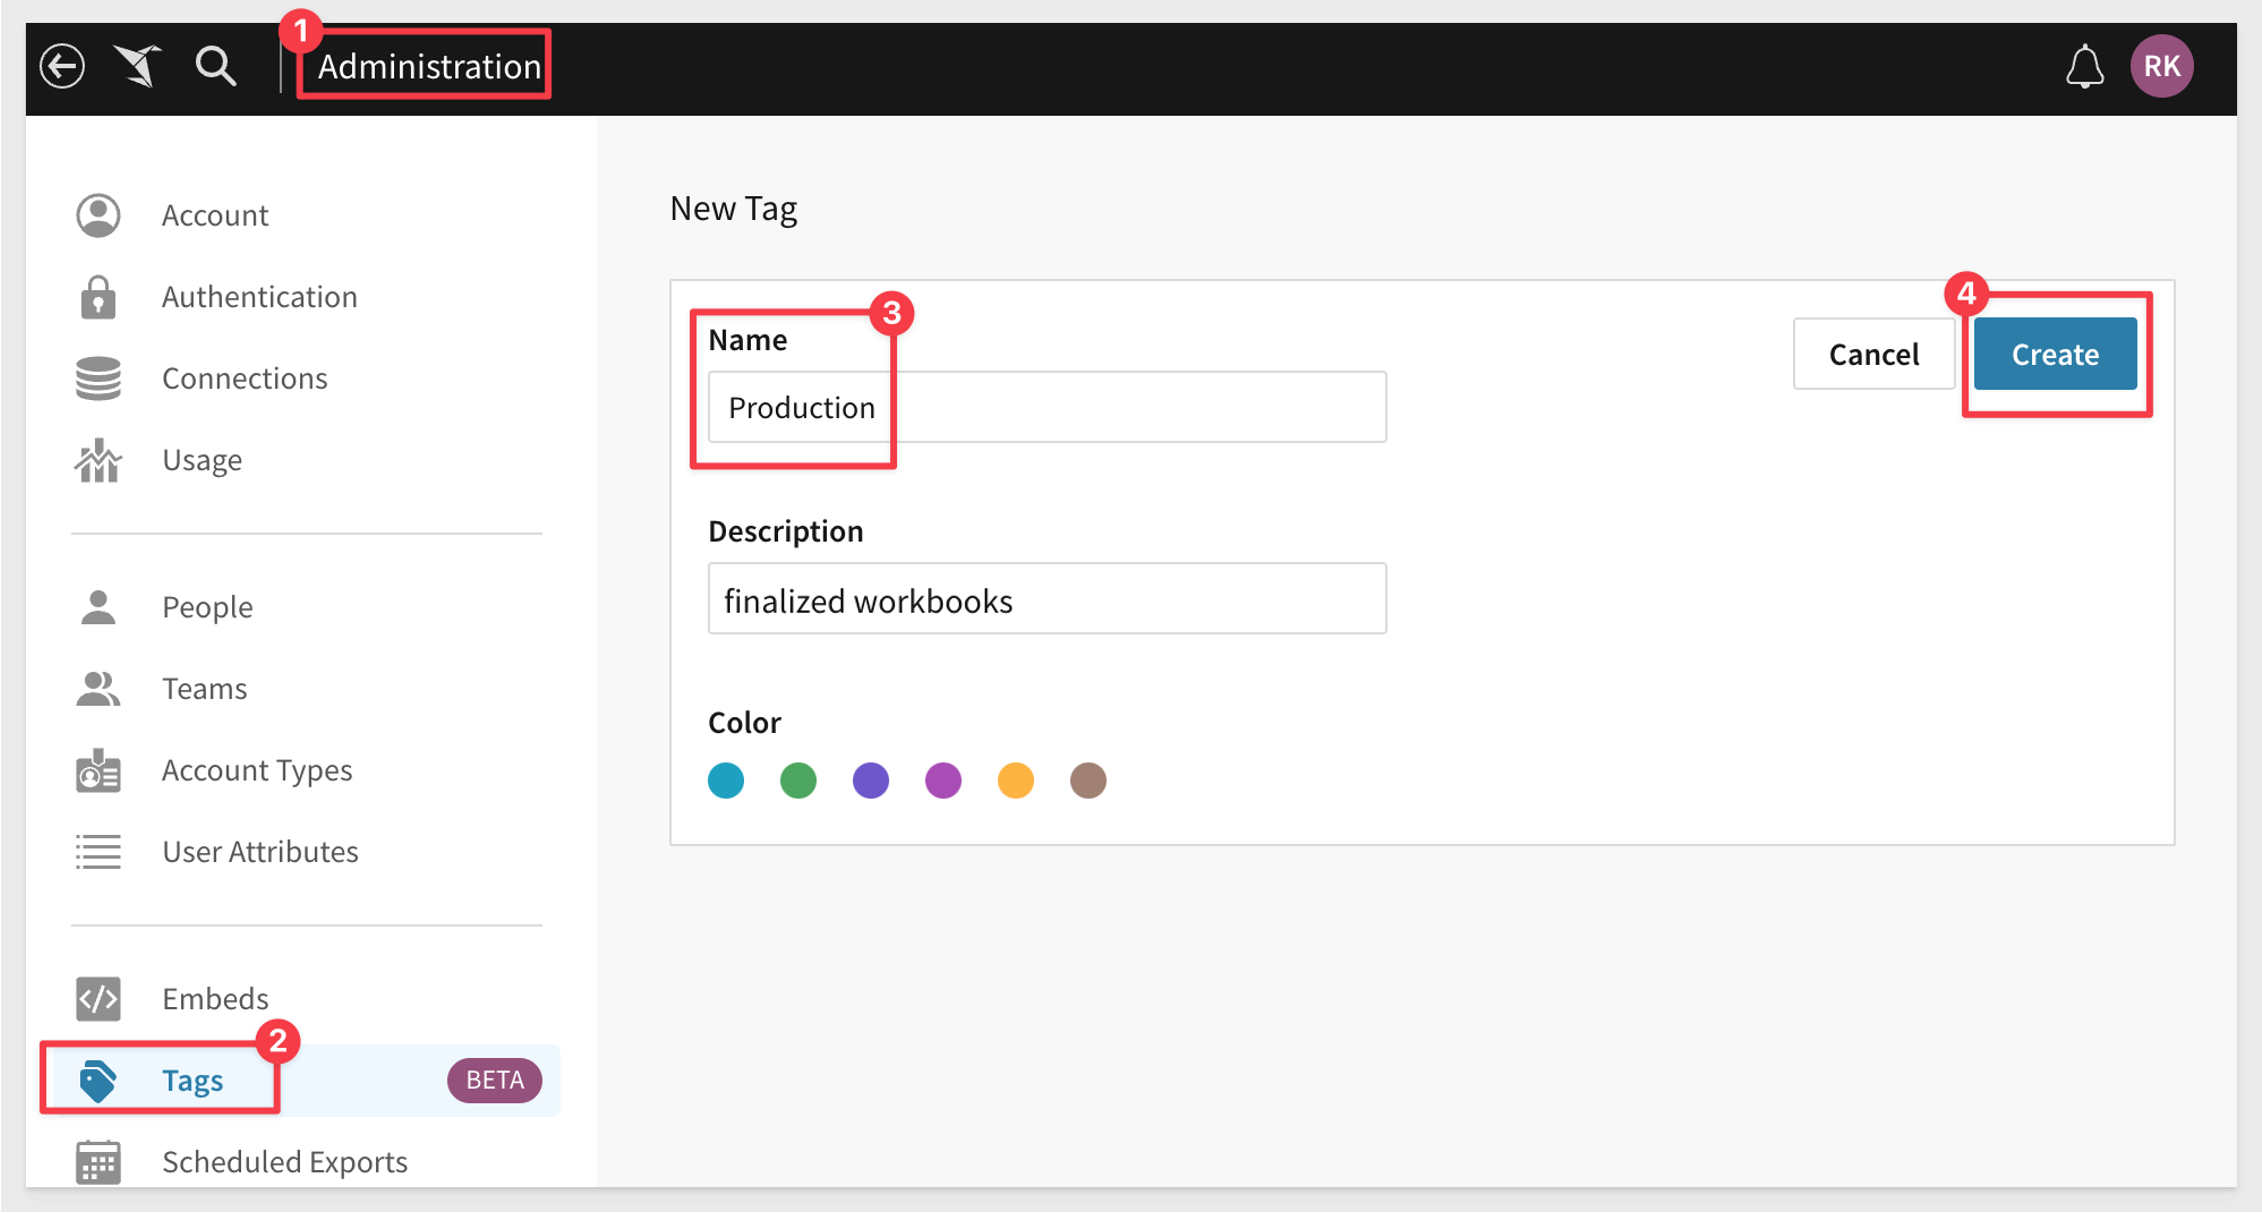 1
Administration
RK
Account
Authentication
Connections
Usage
People
Teams
Account Types
User Attributes
Embeds
2
Tags
BETA
Scheduled Exports
New Tag
3
Name
Production
4
Cancel
Create
Description
finalized workbooks
Color